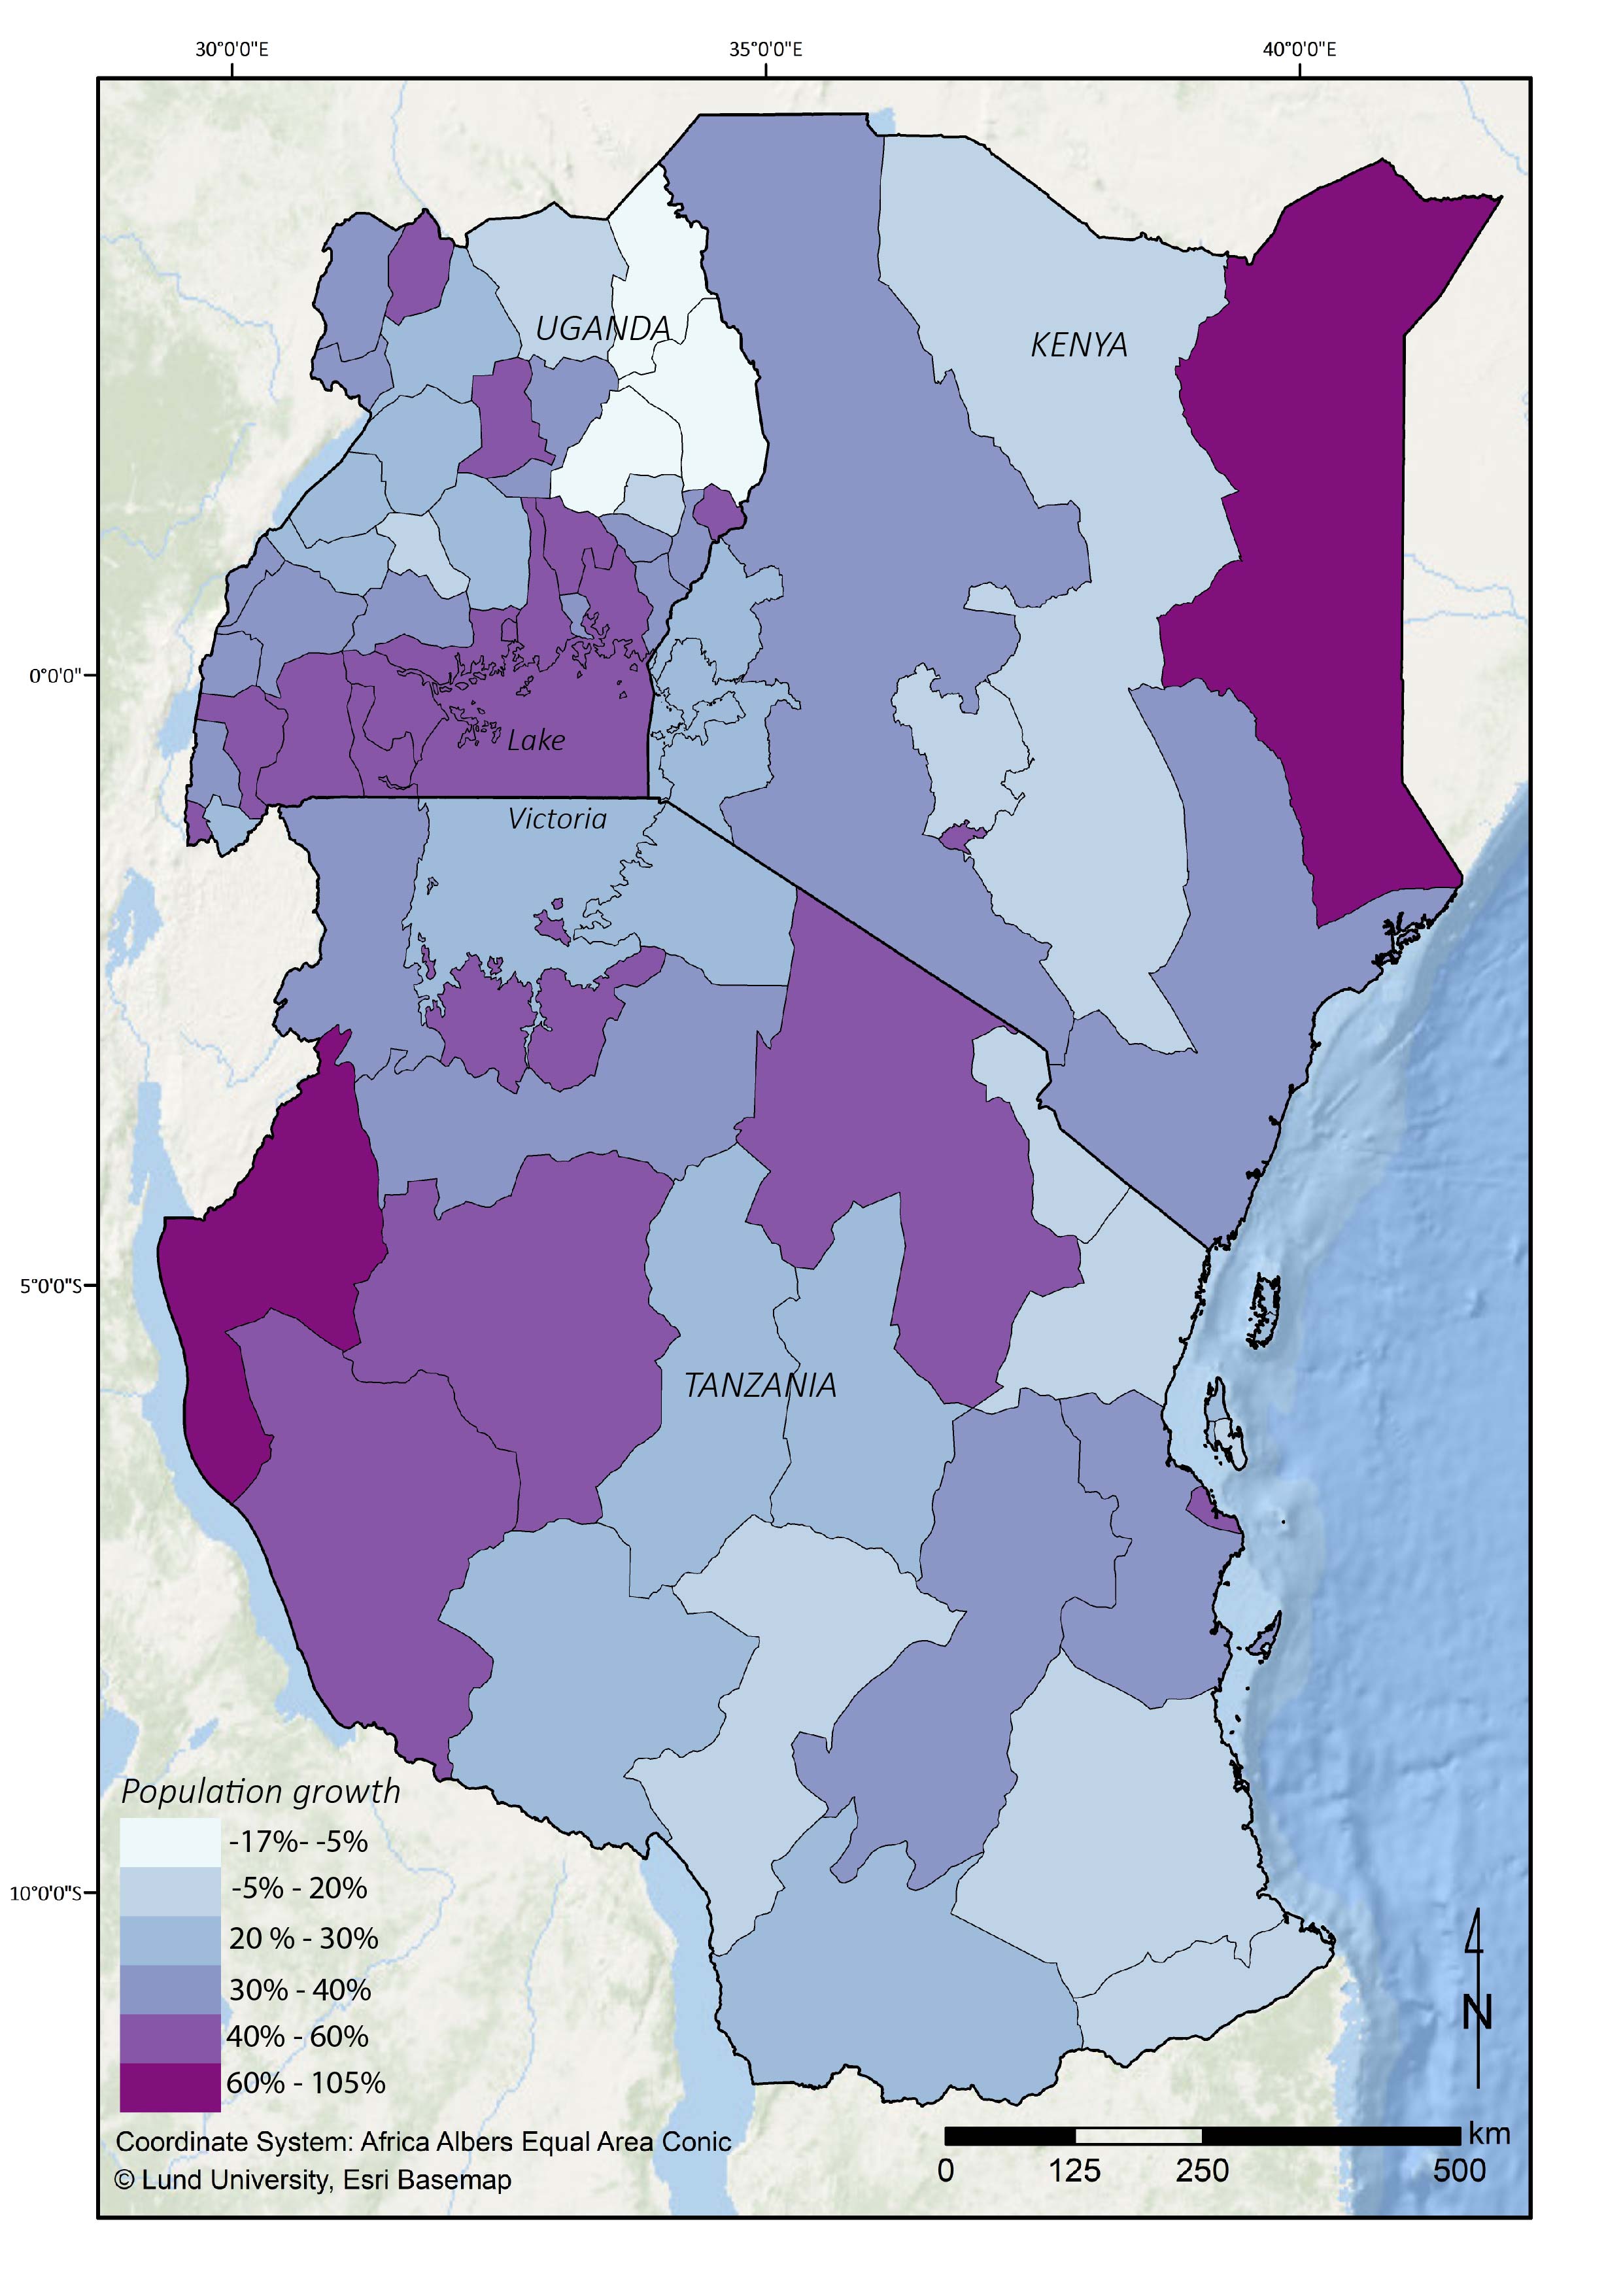 30°0'0"E 35°0'0"E 40°0'0"E
UGANDA
KENYA
0°0'0"
Lake
Victoria
5°0'0"S
TANZANIA
Population growth
-17%- -5%
-5% - 20%
20 % - 30%
30% - 40%
40% - 60%
60% - 105%
10°0'0"S
N
Coordinate System: Africa Albers Equal Area Conic
© Lund University, Esri Basemap
km
0 125 250 500